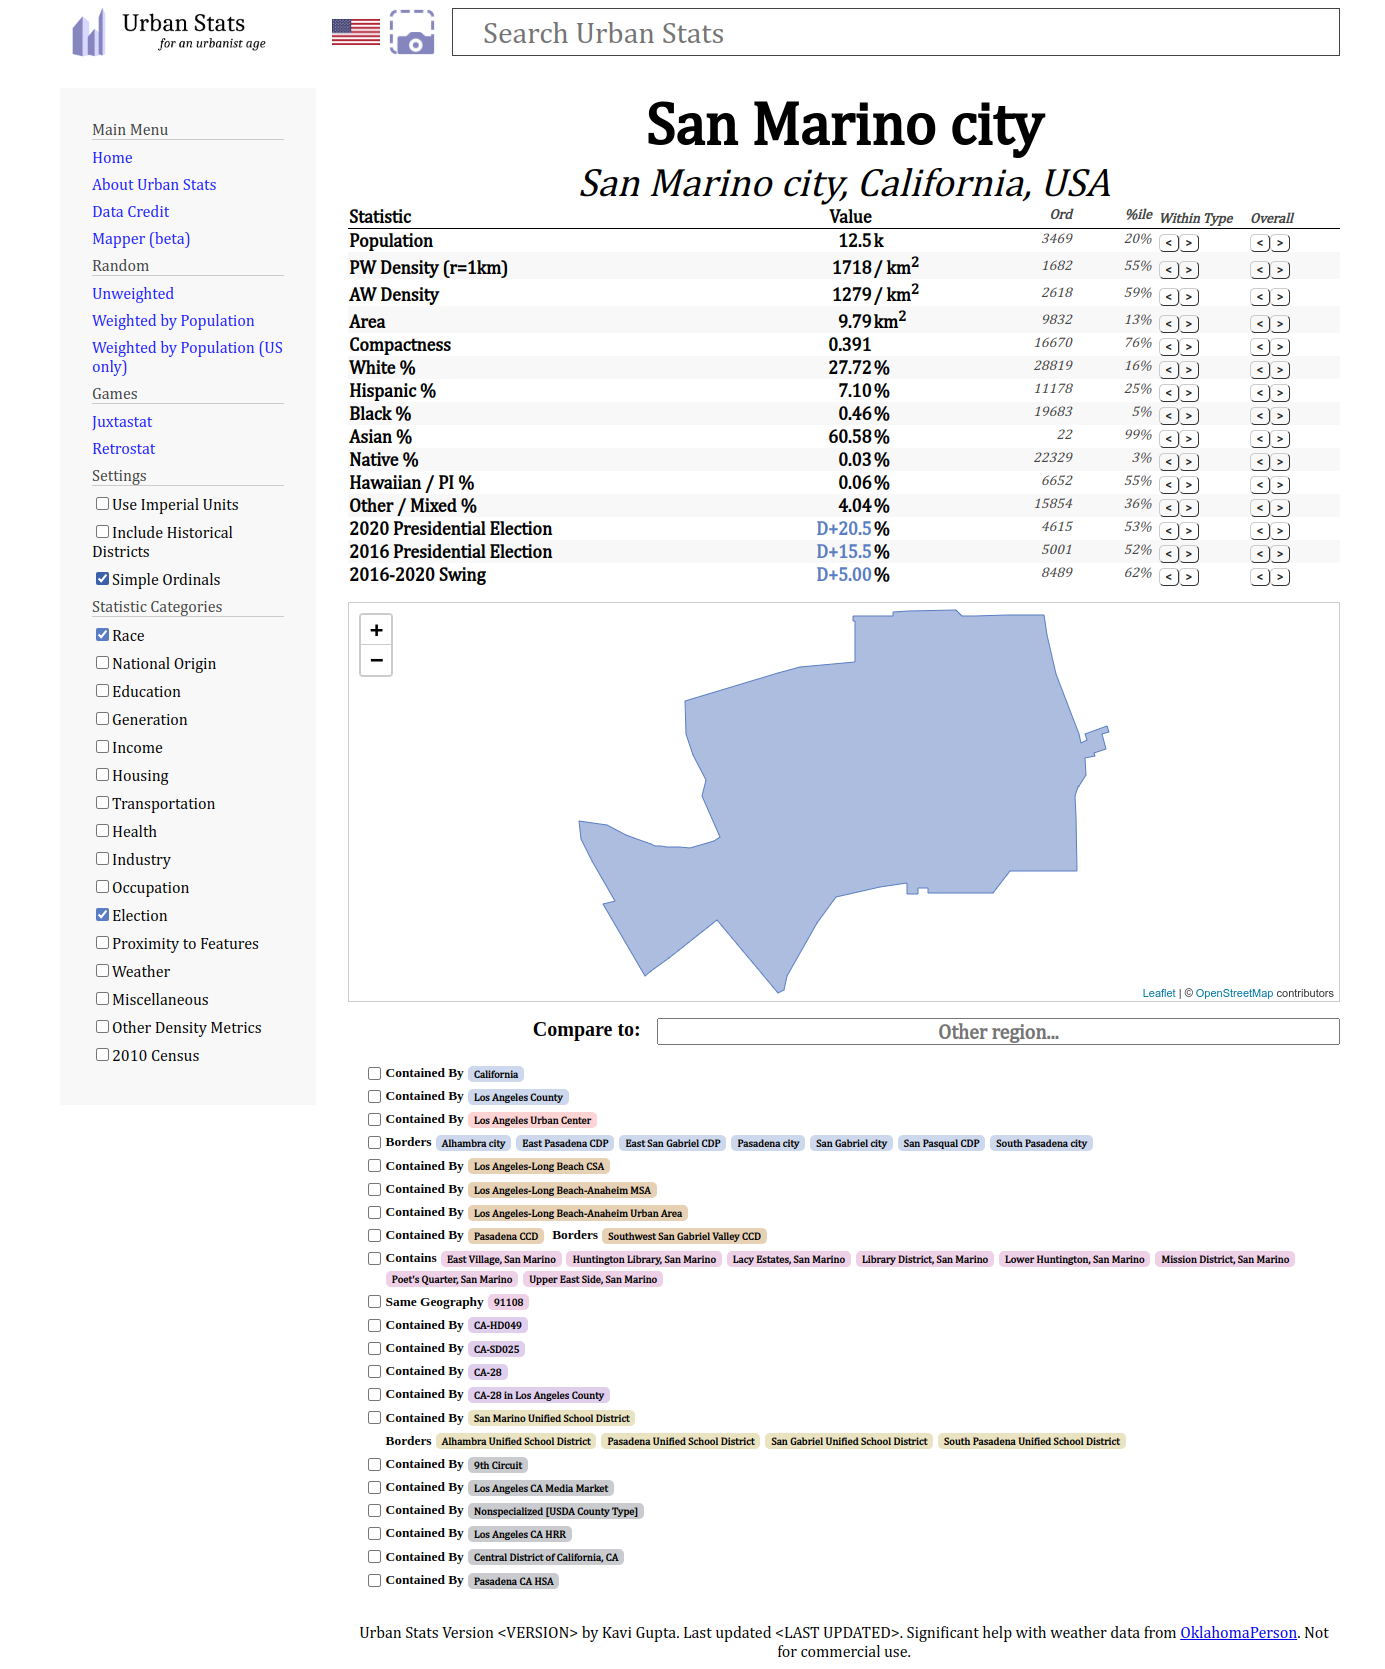 Urban Stats
for an urbanist age
Search Urban Stats
Main Menu
Home
About Urban Stats
Data Credit
Mapper (beta)
Random
Unweighted
Weighted by Population
Weighted by Population (US
only)
Games
Juxtastat
Retrostat
Settings
Use Imperial Units
Include Historical
Districts
Simple Ordinals
Statistic Categories
Race
National Origin
Education
Generation
Income
Housing
Transportation
Health
Industry
Occupation
Election
Proximity to Features
Weather
Miscellaneous
Other Density Metrics
2010 Census
San Marino city
San Marino city, California, USA
Statistic Value Ord %ile Within Type Overall
Population 12.5 k 3469 20% < > < >
PW Density (r=1km) 1718 / km2 1682 55% < > < >
AW Density 1279 / km2 2618 59% < > < >
Area 9.79 km2 9832 13% < > < >
Compactness 0.391 16670 76% < > < >
White % 27.72 % 28819 16% < > < >
Hispanic % 7.10 % 11178 25% < > < >
Black % 0.46 % 19683 5% < > < >
Asian % 60.58 % 22 99% < > < >
Native % 0.03 % 22329 3% < > < >
Hawaiian / PI % 0.06 % 6652 55% < > < >
Other / Mixed % 4.04 % 15854 36% < > < >
2020 Presidential Election D+20.5 % 4615 53% < > < >
2016 Presidential Election D+15.5 % 5001 52% < > < >
2016-2020 Swing D+5.00 % 8489 62% < > < >
+
−
Leaflet | © OpenStreetMap contributors
Compare to: Other region...
Contained By California
Contained By Los Angeles County
Contained By Los Angeles Urban Center
Borders Alhambra city East Pasadena CDP East San Gabriel CDP Pasadena city San Gabriel city San Pasqual CDP South Pasadena city
Contained By Los Angeles-Long Beach CSA
Contained By Los Angeles-Long Beach-Anaheim MSA
Contained By Los Angeles-Long Beach-Anaheim Urban Area
Contained By Pasadena CCD Borders Southwest San Gabriel Valley CCD
Contains East Village, San Marino Huntington Library, San Marino Lacy Estates, San Marino Library District, San Marino Lower Huntington, San Marino Mission District, San Marino
Poet's Quarter, San Marino Upper East Side, San Marino
Same Geography 91108
Contained By CA-HD049
Contained By CA-SD025
Contained By CA-28
Contained By CA-28 in Los Angeles County
Contained By San Marino Unified School District
Borders Alhambra Unified School District Pasadena Unified School District San Gabriel Unified School District South Pasadena Unified School District
Contained By 9th Circuit
Contained By Los Angeles CA Media Market
Contained By Nonspecialized [USDA County Type]
Contained By Los Angeles CA HRR
Contained By Central District of California, CA
Contained By Pasadena CA HSA
Urban Stats Version <VERSION> by Kavi Gupta. Last updated <LAST UPDATED>. Significant help with weather data from OklahomaPerson. Not
for commercial use.